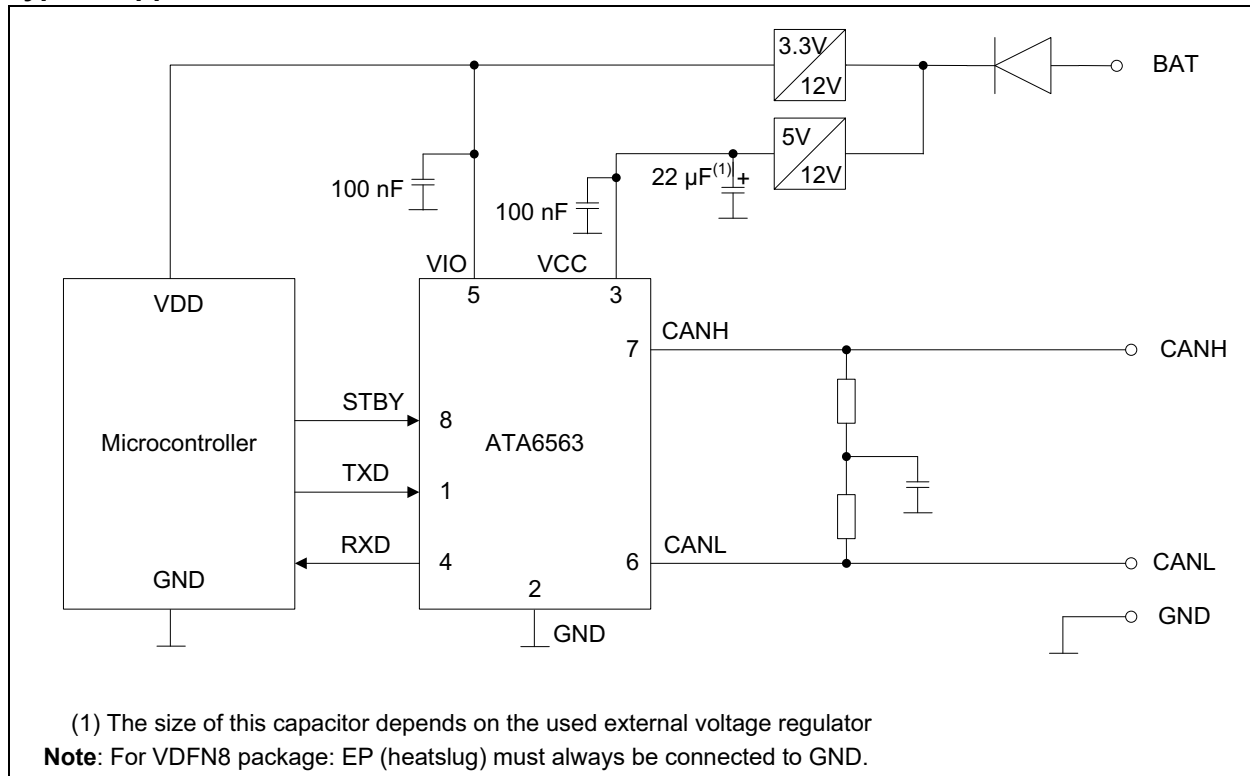 3.3V
12V
BAT
5V
12V
22 µF(1)
+
100 nF
100 nF
VIO
VCC
VDD
5
3
CANH
7
CANH
STBY
8
Microcontroller
ATA6563
TXD
1
RXD
4
CANL
6
CANL
GND
2
GND
GND
(1) The size of this capacitor depends on the used external voltage regulator
Note: For VDFN8 package: EP (heatslug) must always be connected to GND.